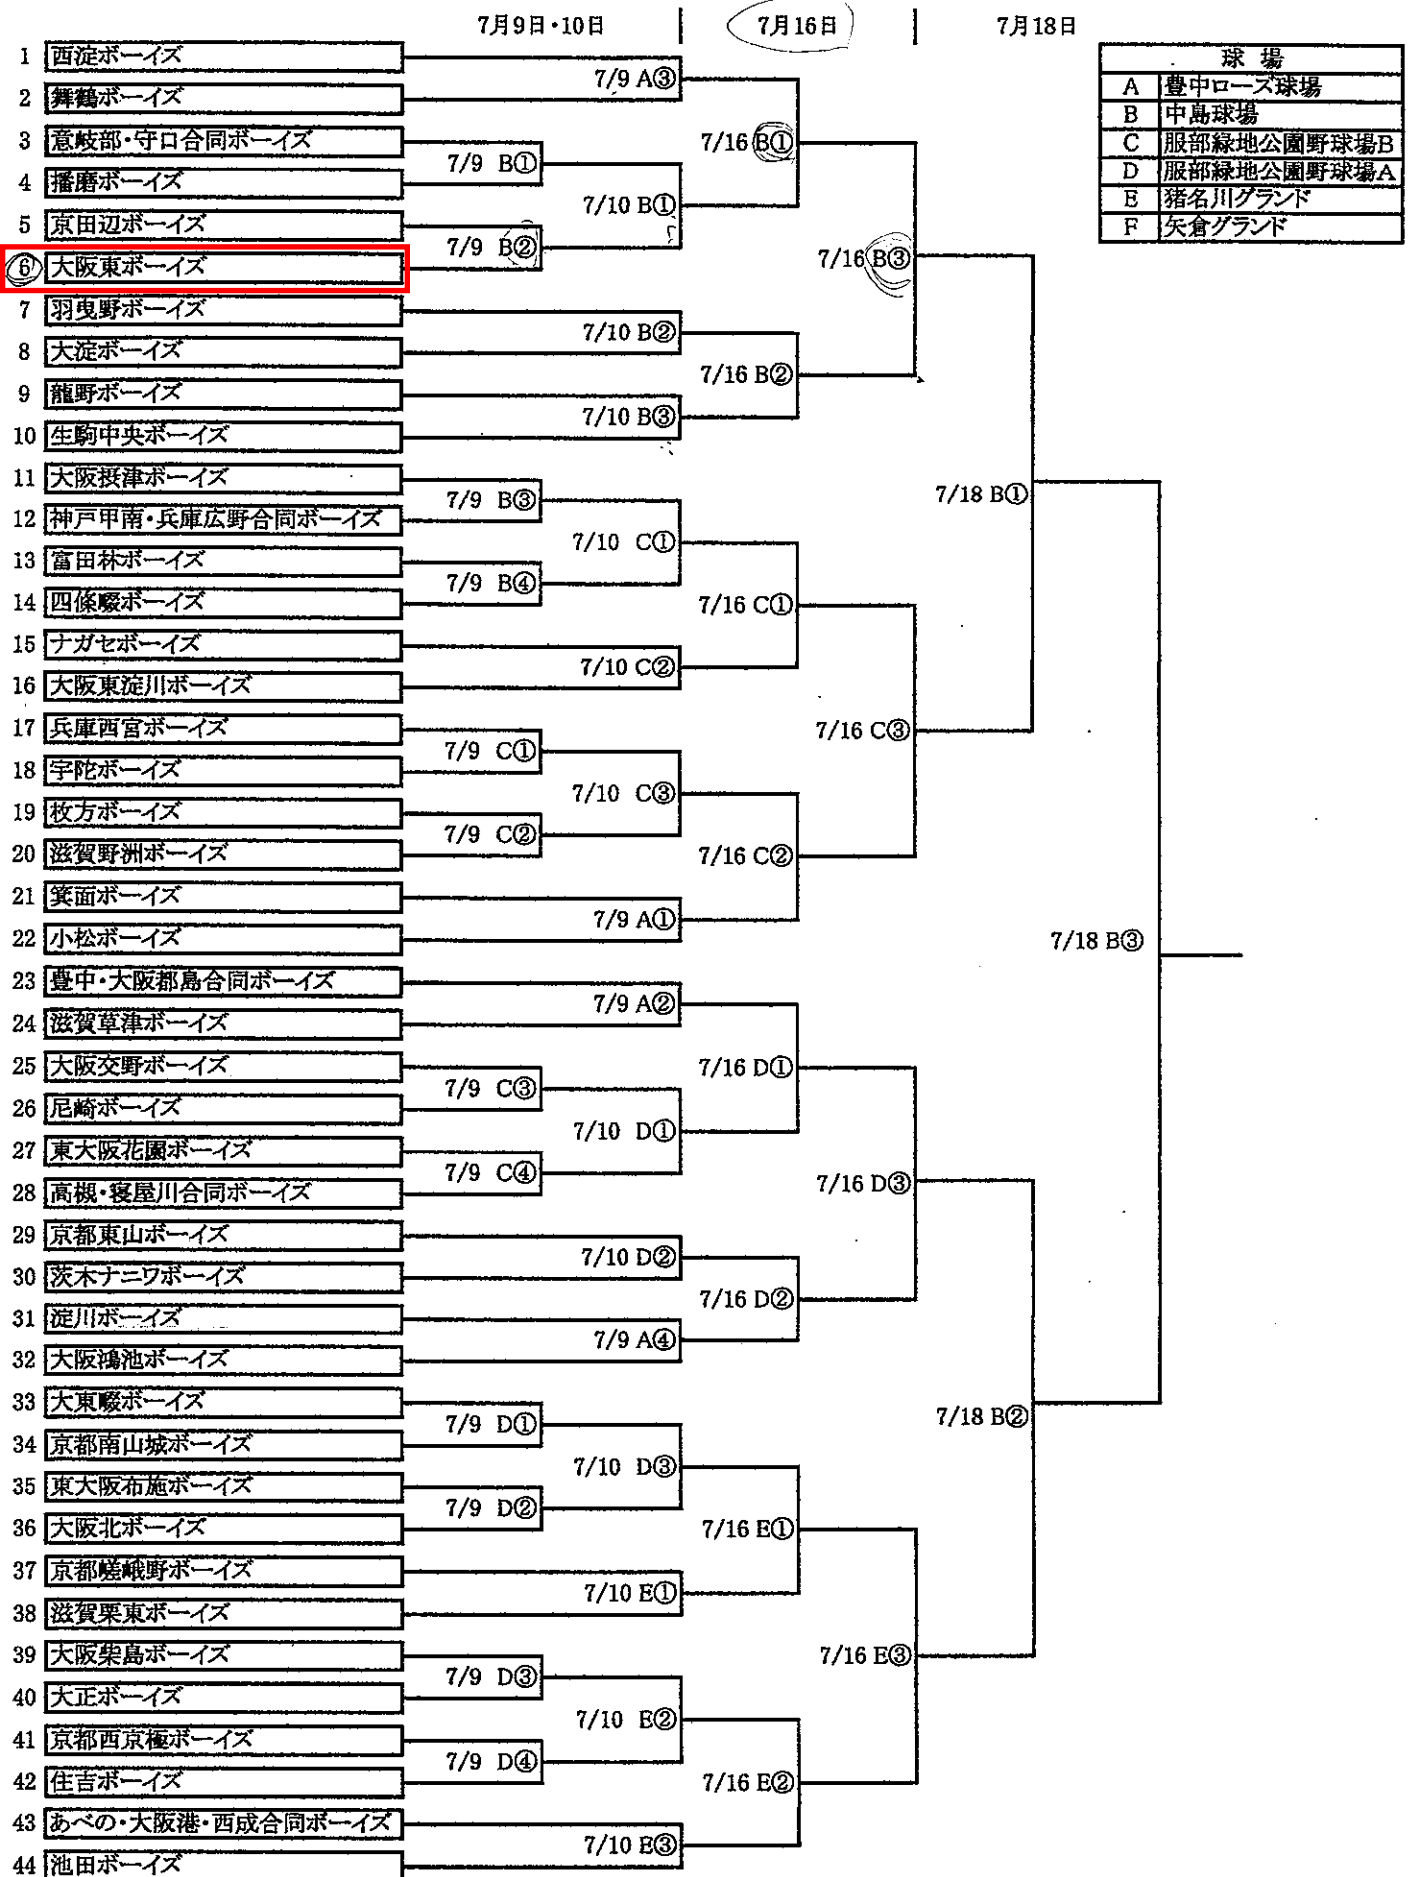 7月9日・10日
7月16日
7月18日
球 場
A 豊中ローズ球場
B 中島球場
C 服部緑地公園野球場B
D 服部緑地公園野球場A
E 猪名川グランド
F 矢倉グランド
1 西淀ボーイズ
7/9 A③
2 舞鶴ボーイズ
3 意岐部・守口合同ボーイズ
7/16 B①
7/9 B①
4 播磨ボーイズ
7/10 B①
5 京田辺ボーイズ
7/9 B②
7/16 B③
6 大阪東ボーイズ
7 羽曳野ボーイズ
7/10 B②
8 大淀ボーイズ
7/16 B②
9 龍野ボーイズ
7/10 B③
10 生駒中央ボーイズ
11 大阪摂津ボーイズ
7/9 B③
7/18 B①
12 神戸甲南・兵庫広野合同ボーイズ
7/10 C①
13 富田林ボーイズ
7/9 B④
14 四條畷ボーイズ
7/16 C①
15 ナガセボーイズ
7/10 C②
16 大阪東淀川ボーイズ
17 兵庫西宮ボーイズ
7/16 C③
7/9 C①
18 宇陀ボーイズ
7/10 C③
19 枚方ボーイズ
7/9 C②
20 滋賀野洲ボーイズ
7/16 C②
21 箕面ボーイズ
7/9 A①
22 小松ボーイズ
7/18 B③
23 豊中・大阪都島合同ボーイズ
7/9 A②
24 滋賀草津ボーイズ
25 大阪交野ボーイズ
7/16 D①
7/9 C③
26 尼崎ボーイズ
7/10 D①
27 東大阪花園ボーイズ
7/9 C④
7/16 D③
28 高槻・寝屋川合同ボーイズ
29 京都東山ボーイズ
7/10 D②
30 茨木ナニワボーイズ
7/16 D②
31 淀川ボーイズ
7/9 A④
32 大阪鴻池ボーイズ
33 大東畷ボーイズ
7/18 B②
7/9 D①
34 京都南山城ボーイズ
7/10 D③
35 東大阪布施ボーイズ
7/9 D②
36 大阪北ボーイズ
7/16 E①
37 京都嵯峨野ボーイズ
7/10 E①
38 滋賀栗東ボーイズ
39 大阪柴島ボーイズ
7/16 E③
7/9 D③
40 大正ボーイズ
7/10 E②
41 京都西京極ボーイズ
7/9 D④
42 住吉ボーイズ
7/16 E②
43 あべの・大阪港・西成合同ボーイズ
7/10 E③
44 池田ボーイズ